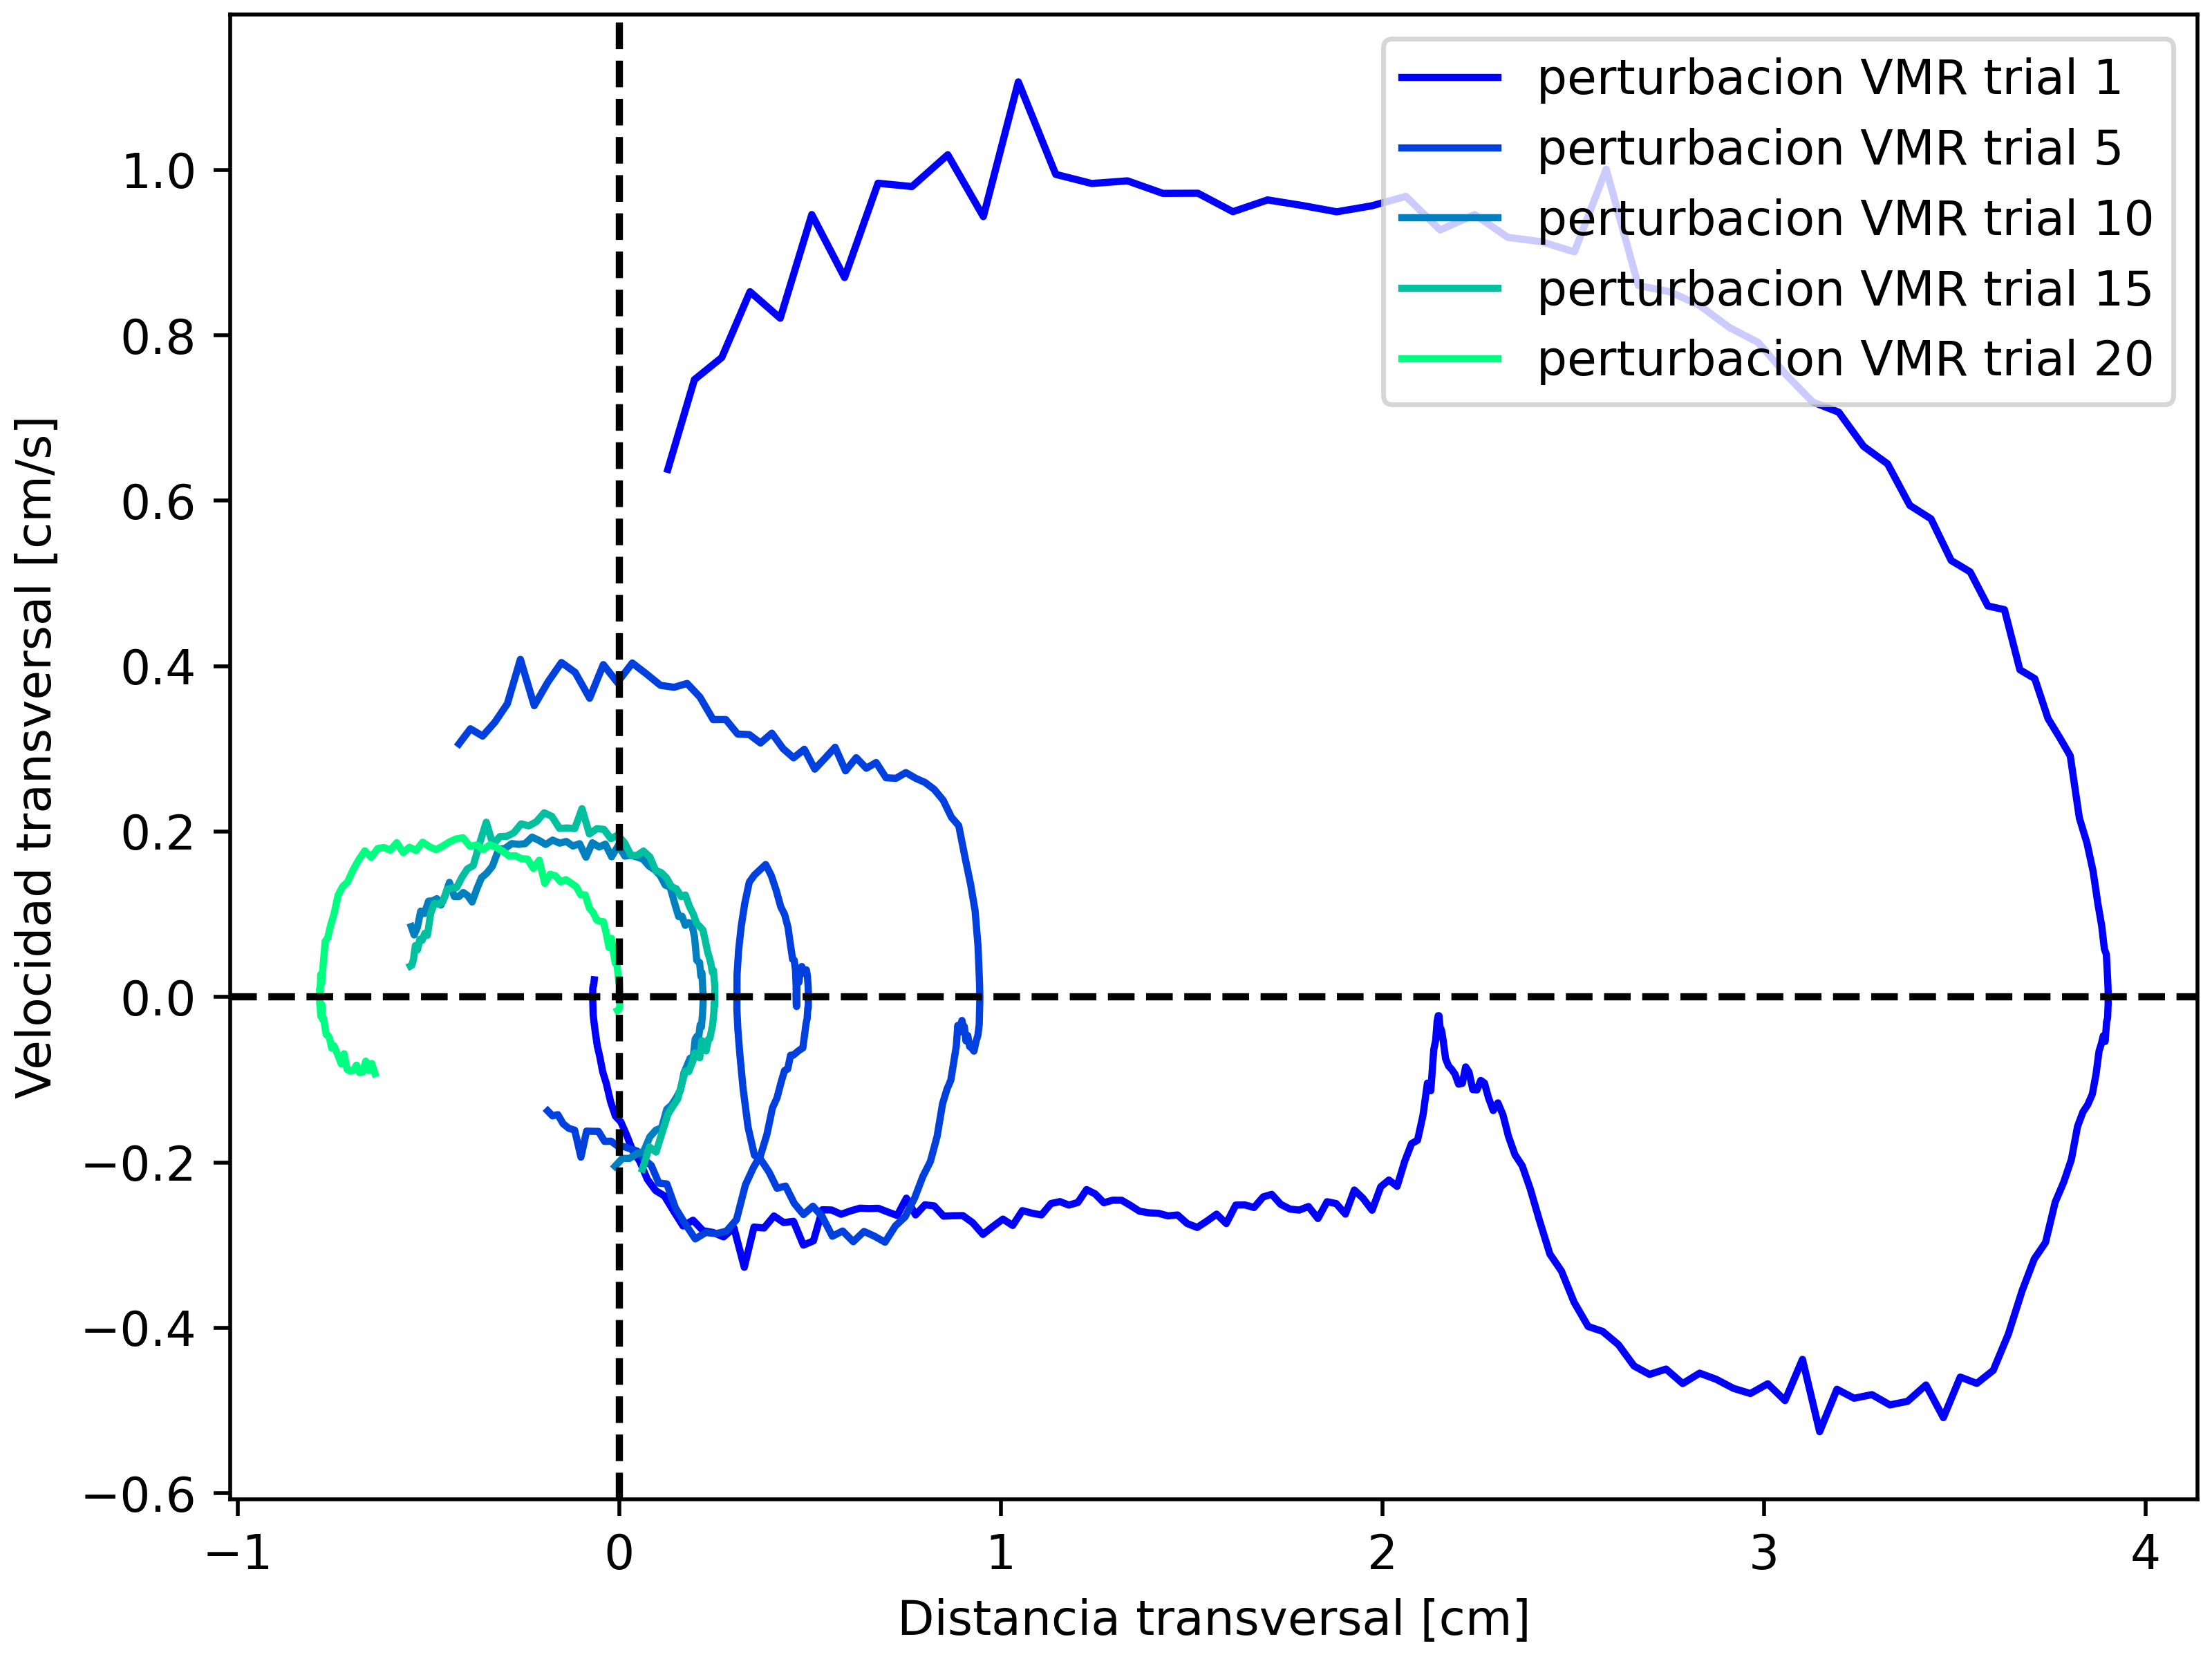 perturbacion VMR trial 1
perturbacion VMR trial 5
perturbacion VMR trial 10
perturbacion VMR trial 15
perturbacion VMR trial 20
Velocidad transversal [cm/s]
1.0
0.8
0.6
0.4
0.2
0.0
−0.2
−0.4
−0.6
−1 0 1 2 3 4
Distancia transversal [cm]